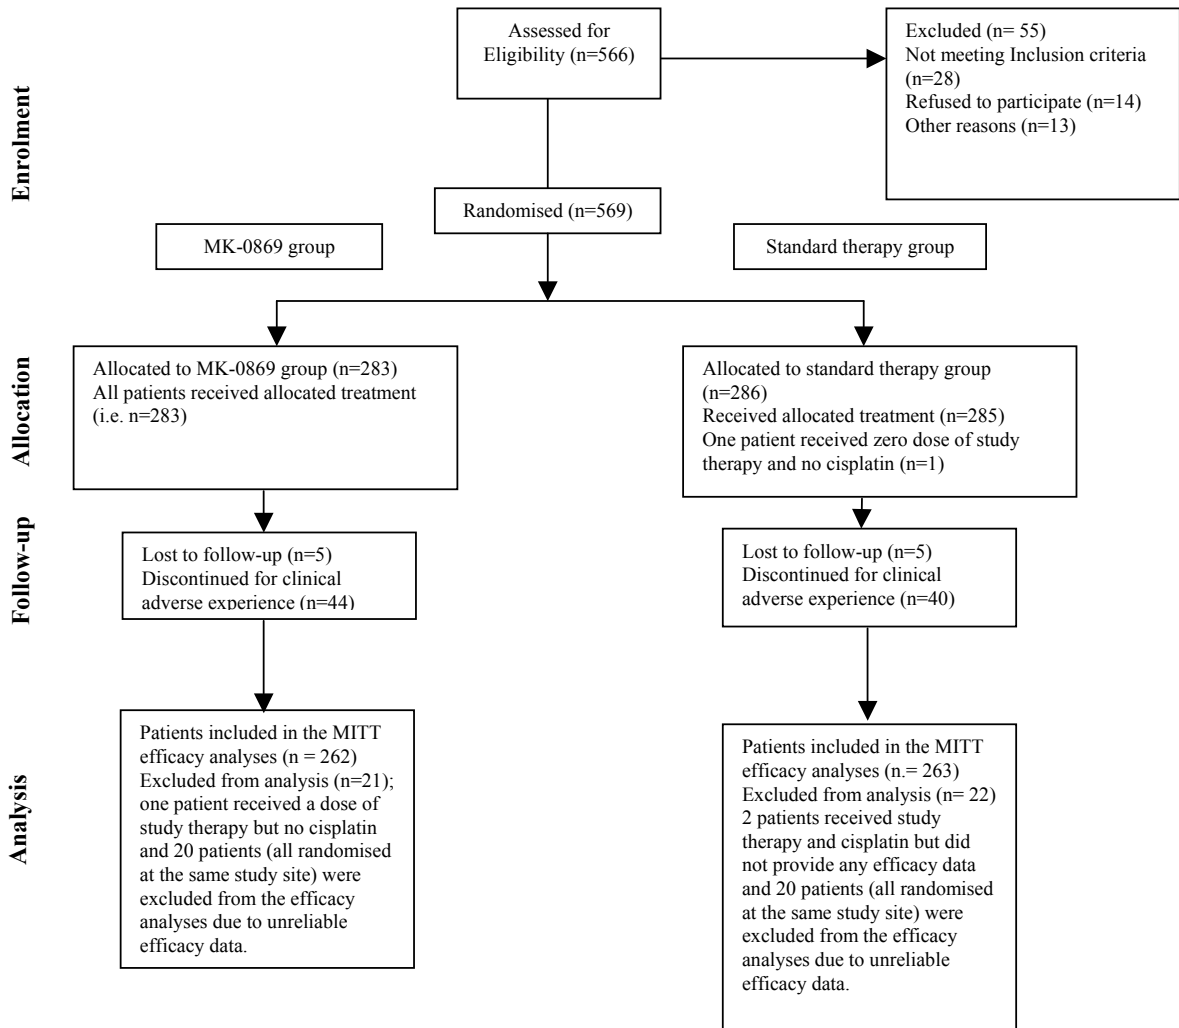 Enrolment
Assessed for
Eligibility (n=566)
Excluded (n= 55)
Not meeting Inclusion criteria
(n=28)
Refused to participate (n=14)
Other reasons (n=13)
Randomised (n=569)
MK-0869 group
Standard therapy group
Allocation
Allocated to MK-0869 group (n=283)
All patients received allocated treatment
(i.e. n=283)
Allocated to standard therapy group
(n=286)
Received allocated treatment (n=285)
One patient received zero dose of study
therapy and no cisplatin (n=1)
Follow-up
Lost to follow-up (n=5)
Discontinued for clinical
adverse experience (n=44)
Lost to follow-up (n=5)
Discontinued for clinical
adverse experience (n=40)
Analysis
Patients included in the MITT
efficacy analyses (n = 262)
Excluded from analysis (n=21);
one patient received a dose of
study therapy but no cisplatin
and 20 patients (all randomised
at the same study site) were
excluded from the efficacy
analyses due to unreliable
efficacy data.
Patients included in the MITT
efficacy analyses (n.= 263)
Excluded from analysis (n= 22)
2 patients received study
therapy and cisplatin but did
not provide any efficacy data
and 20 patients (all randomised
at the same study site) were
excluded from the efficacy
analyses due to unreliable
efficacy data.